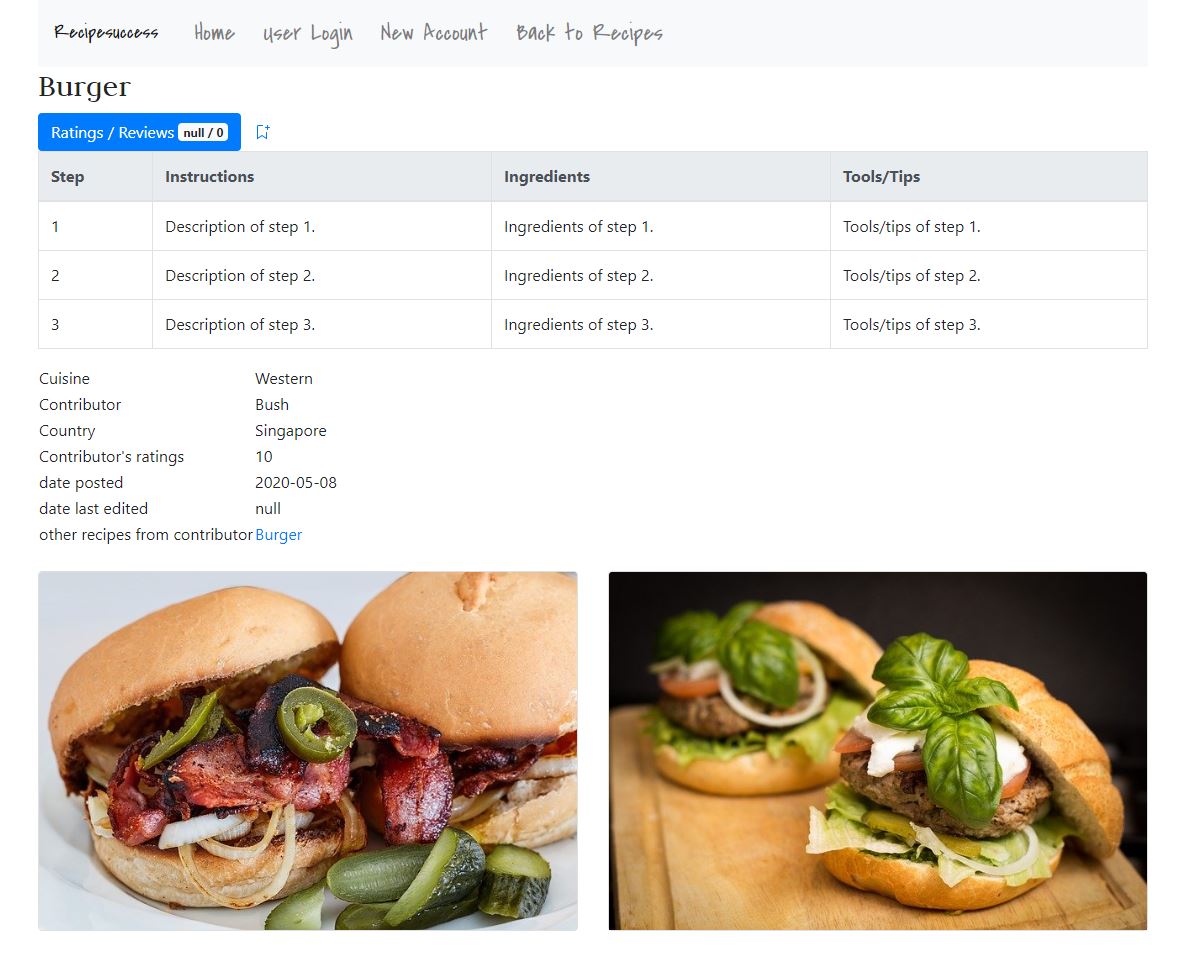 Recipesuccess Home User Login New Account Back to Recipes
Burger
Ratings / Reviews null / 0
Step Instructions Ingredients Tools/Tips
1 Description of step 1. Ingredients of step 1. Tools/tips of step 1.
2 Description of step 2. Ingredients of step 2. Tools/tips of step 2.
3 Description of step 3. Ingredients of step 3. Tools/tips of step 3.
Cuisine Western
Contributor Bush
Country Singapore
Contributor's ratings 10
date posted 2020-05-08
date last edited null
other recipes from contributor Burger